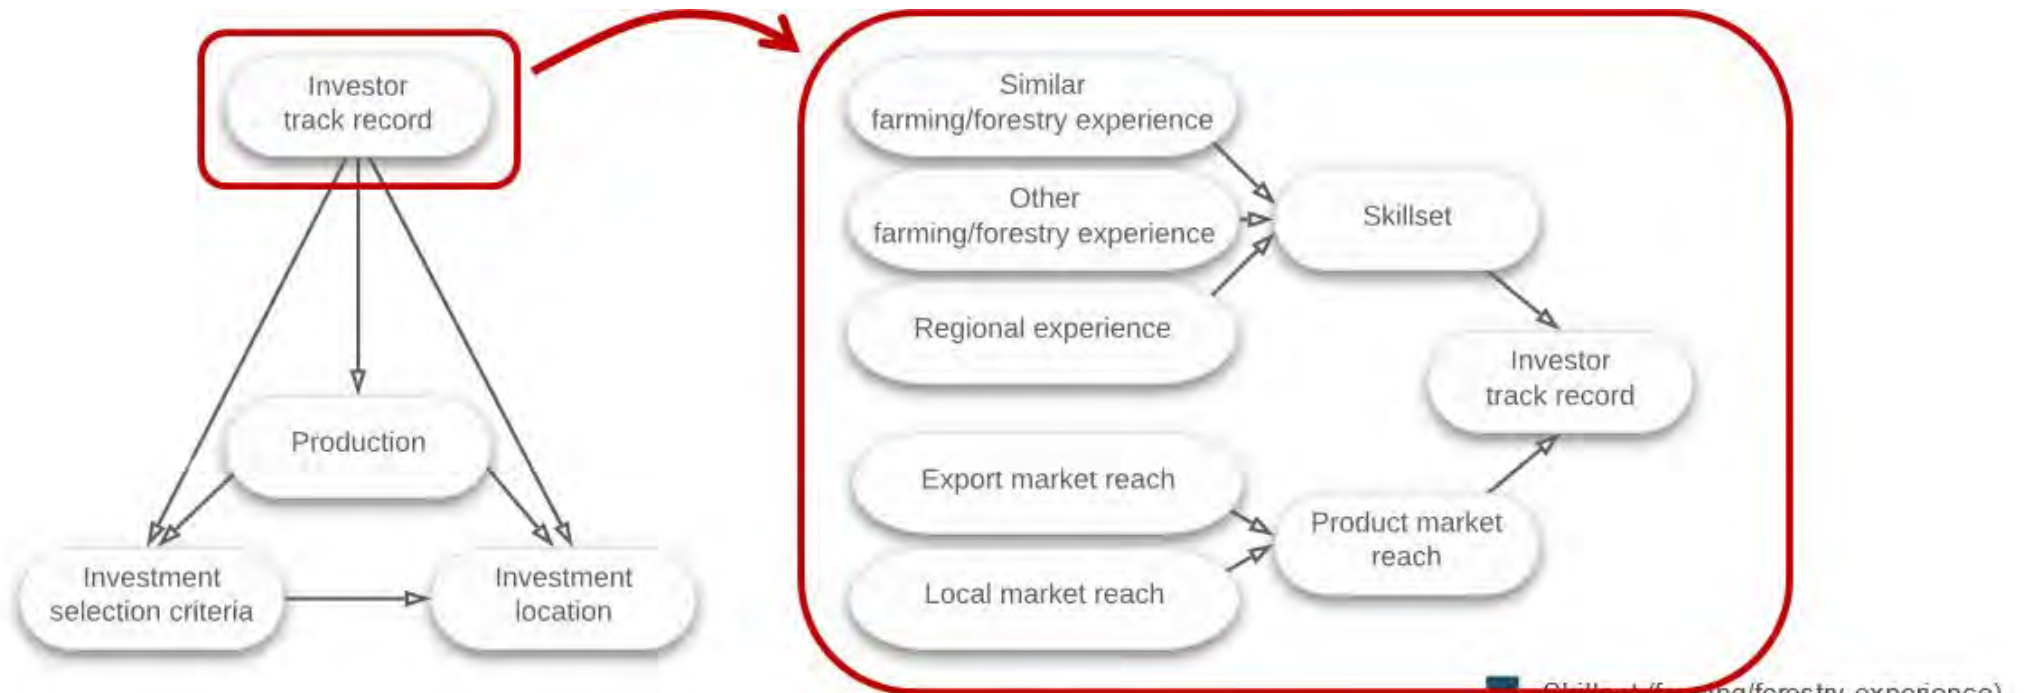 Investor
track record
Production
Investment
selection criteria
Investment
location
Similar
farming/forestry experience
Other
farming/forestry experience
Regional experience
Export market reach
Local market reach
Skillset
Product market
reach
Investor
track record
experience)